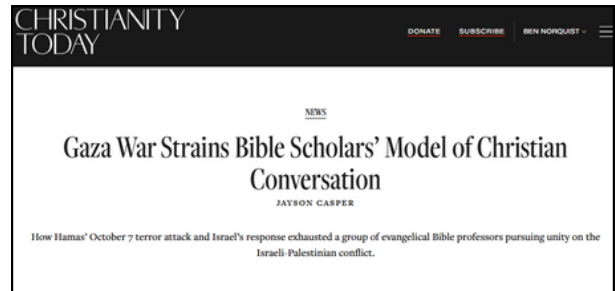 CHRISTIANITY
TODAY
DONATE SUBSCRIBE BEN NORQUIST
NEWS
Gaza War Strains Bible Scholars’ Model of Christian
Conversation
JAYSON CASPER
How Hamas’ October 7 terror attack and Israel’s response exhausted a group of evangelical Bible professors pursuing unity on the
Israeli-Palestinian conflict.